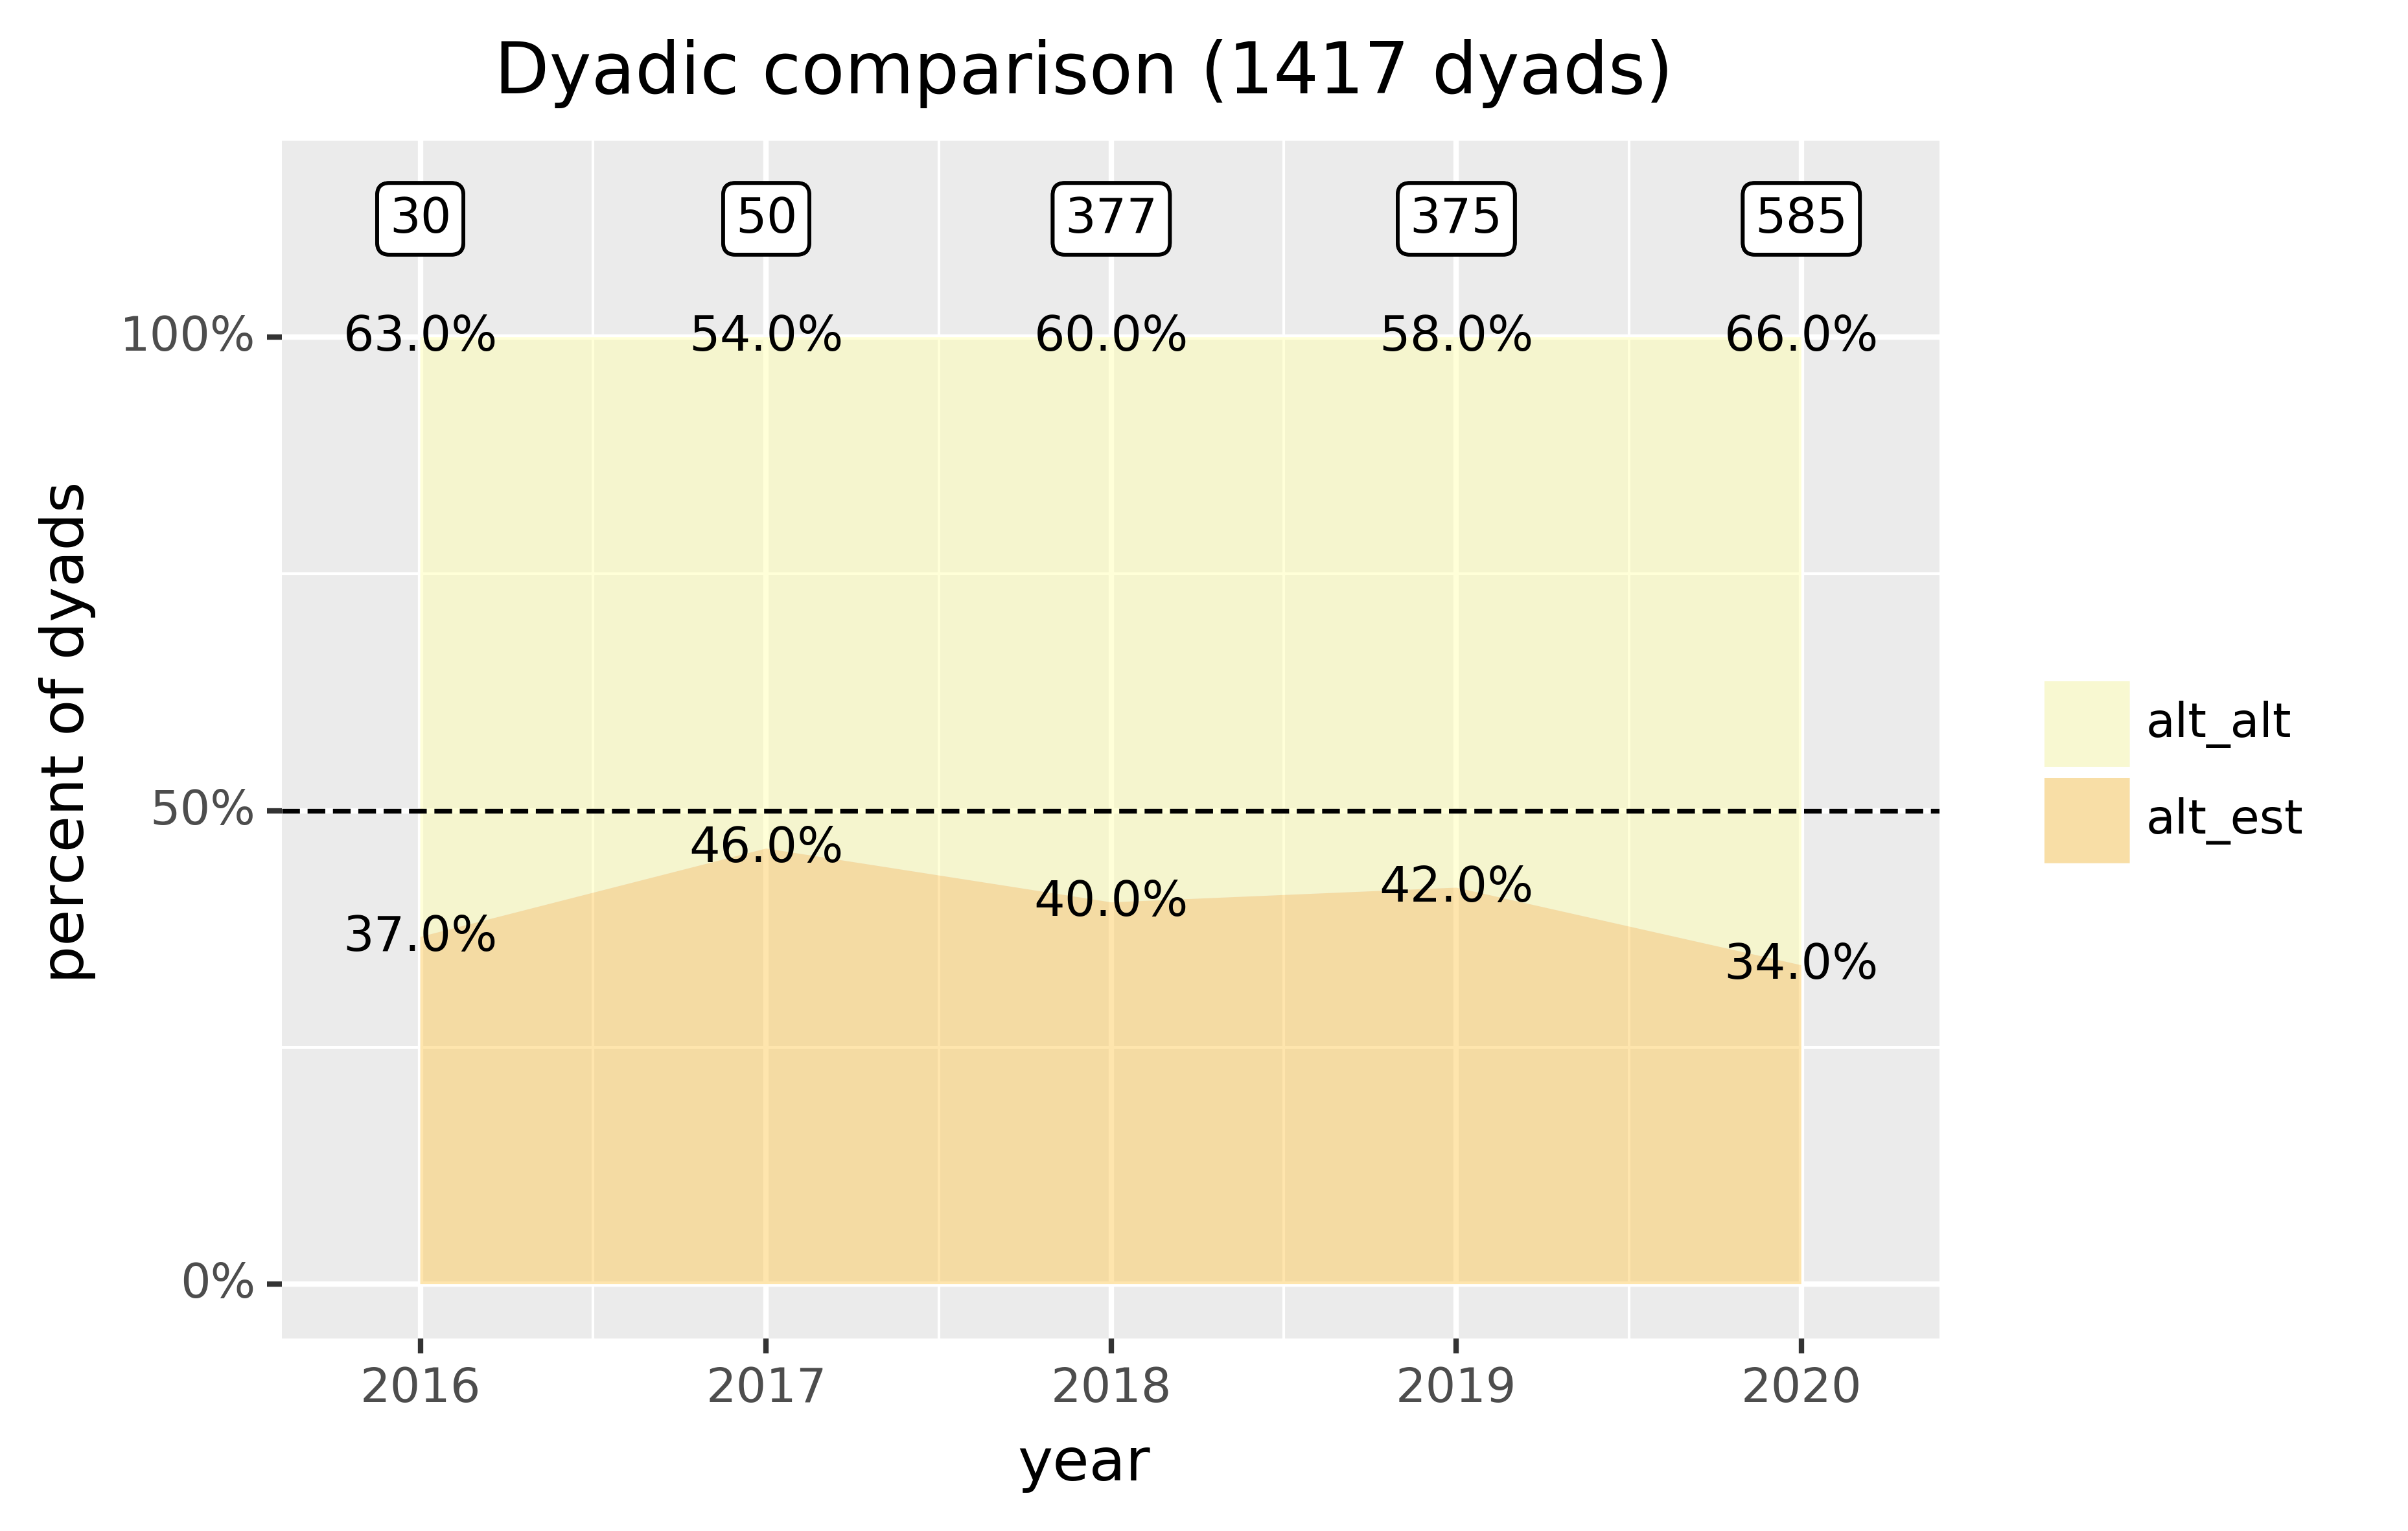 Dyadic comparison (1417 dyads)
30 50 377 375 585
100% 63.0% 54.0% 60.0% 58.0% 66.0%
50%
46.0%
42.0%
40.0%
37.0%
34.0%
0%
percent of dyads
2016 2017 2018 2019 2020
year
alt_alt
alt_est